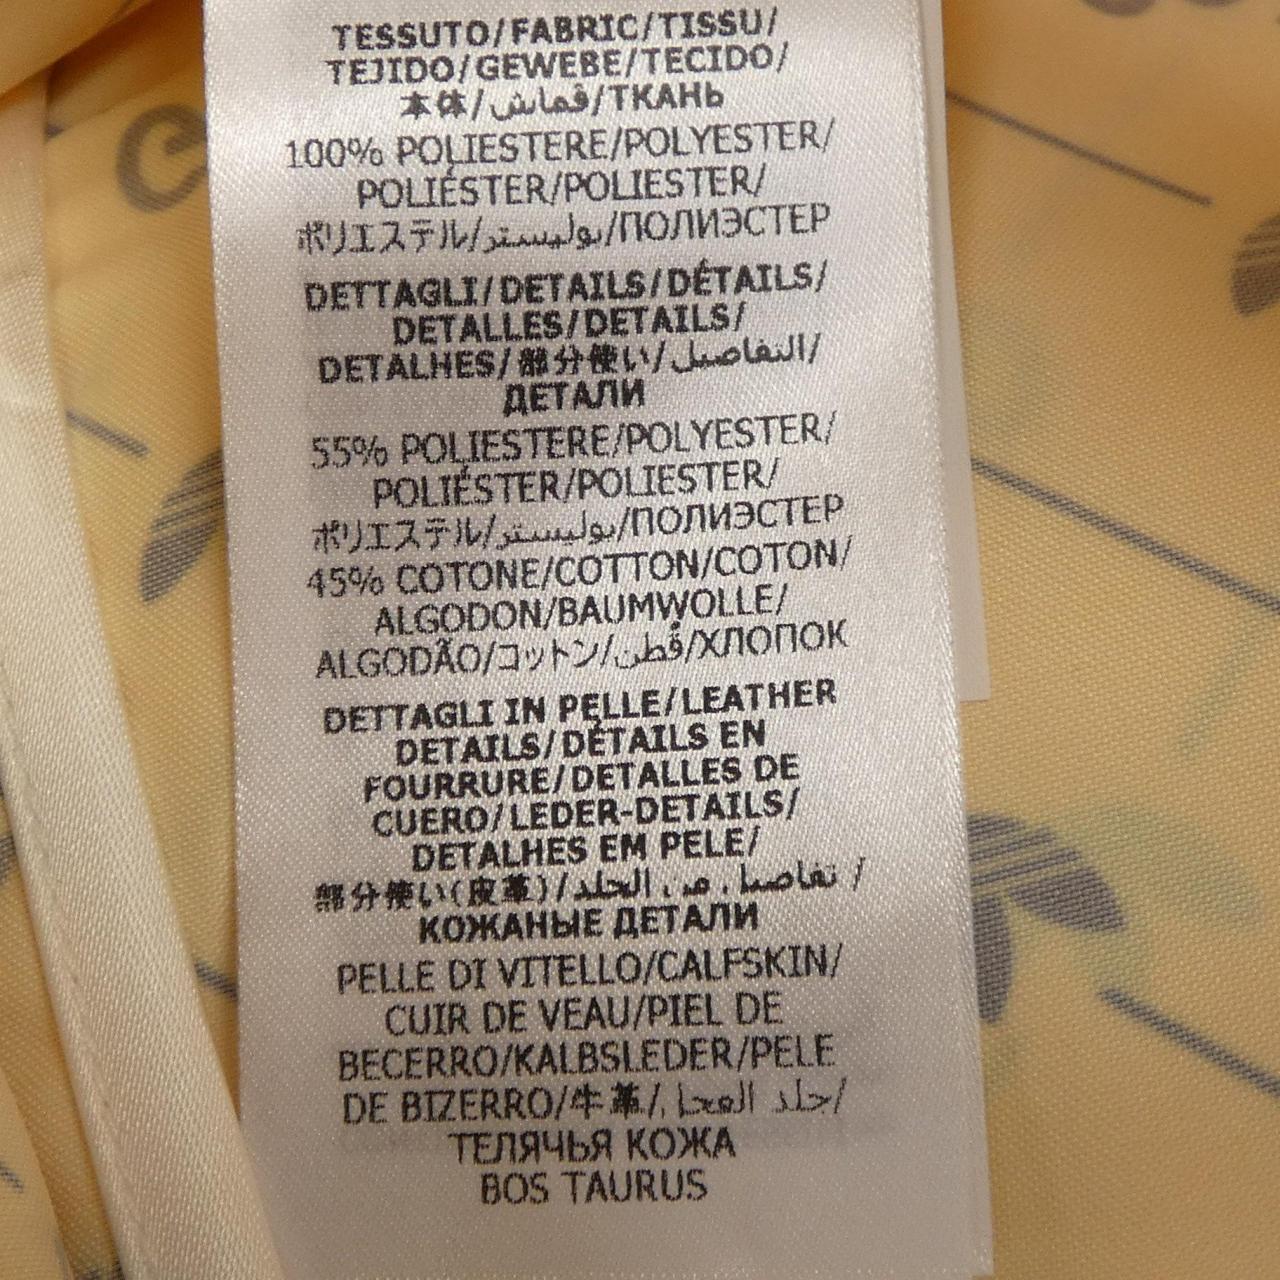 TESSUTO/FABRIC/TISSU/
TEJIDO/GEWEBE/TECIDO/
本体/قماش/ТКАНЬ
100% POLIESTERE/POLYESTER/
POLIÉSTER/POLIESTER/
ポリエステル/بوليستر/ПОЛИЭСТЕР
DETTAGLI/DETAILS/DÉTAILS/
DETALLES/DETAILS/
DETALHES/部分使い/التفاصيل/
ДЕТАЛИ
55% POLIESTERE/POLYESTER/
POLIÉSTER/POLIESTER/
ポリエステル/بوليستر/ПОЛИЭСТЕР
45% COTONE/COTTON/COTON/
ALGODON/BAUMWOLLE/
ALGODÃO/コットン/قطن/ХЛОПОК
DETTAGLI IN PELLE/LEATHER
DETAILS/DÉTAILS EN
FOURRURE/DETALLES DE
CUERO/LEDER-DETAILS/
DETALHES EM PELE/
部分使い(皮革)/تفاصيل من الجلد/
КОЖАНЫЕ ДЕТАЛИ
PELLE DI VITELLO/CALFSKIN/
CUIR DE VEAU/PIEL DE
BECERRO/KALBSLEDER/PELE
DE BIZERRO/牛革/جلد العجل/
ТЕЛЯЧЬЯ КОЖА
BOS TAURUS